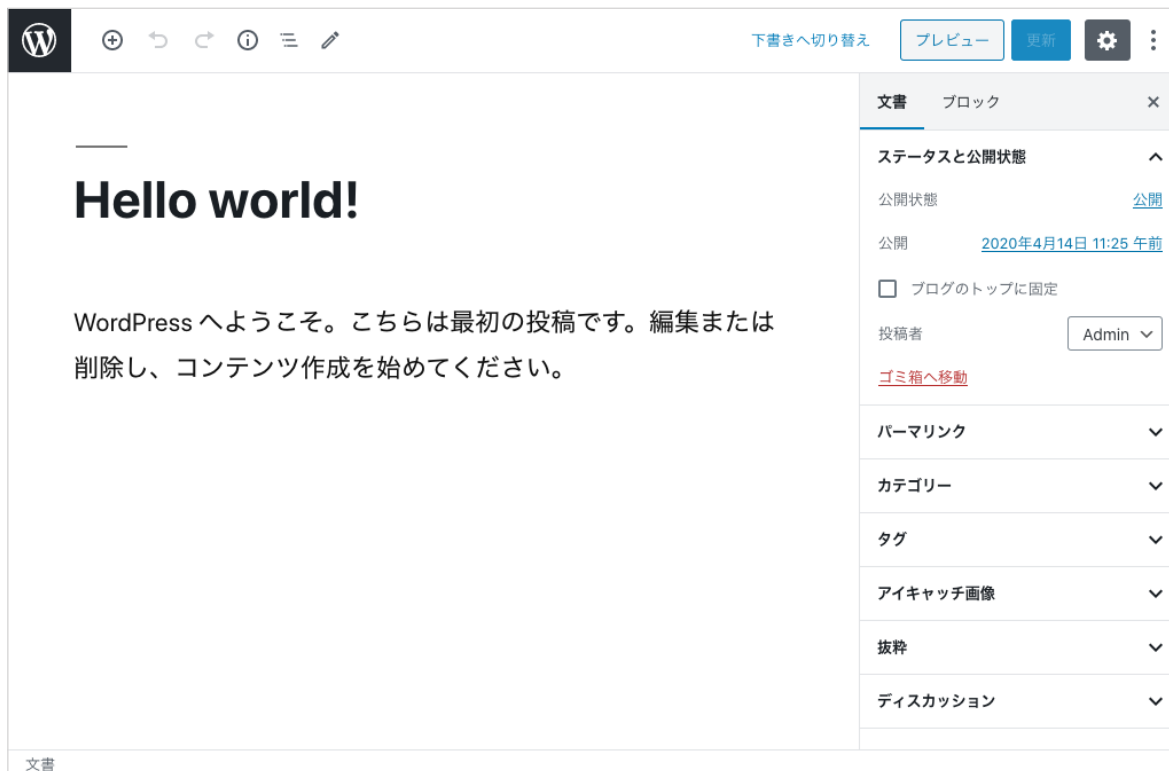 下書きへ切り替え プレビュー 更新
文書 ブロック
Hello world!
WordPress へようこそ。こちらは最初の投稿です。編集または
削除し、コンテンツ作成を始めてください。
ステータスと公開状態
公開状態 公開
公開 2020年4月14日 11:25 午前
ブログのトップに固定
投稿者 Admin
ゴミ箱へ移動
パーマリンク
カテゴリー
タグ
アイキャッチ画像
抜粋
ディスカッション
文書